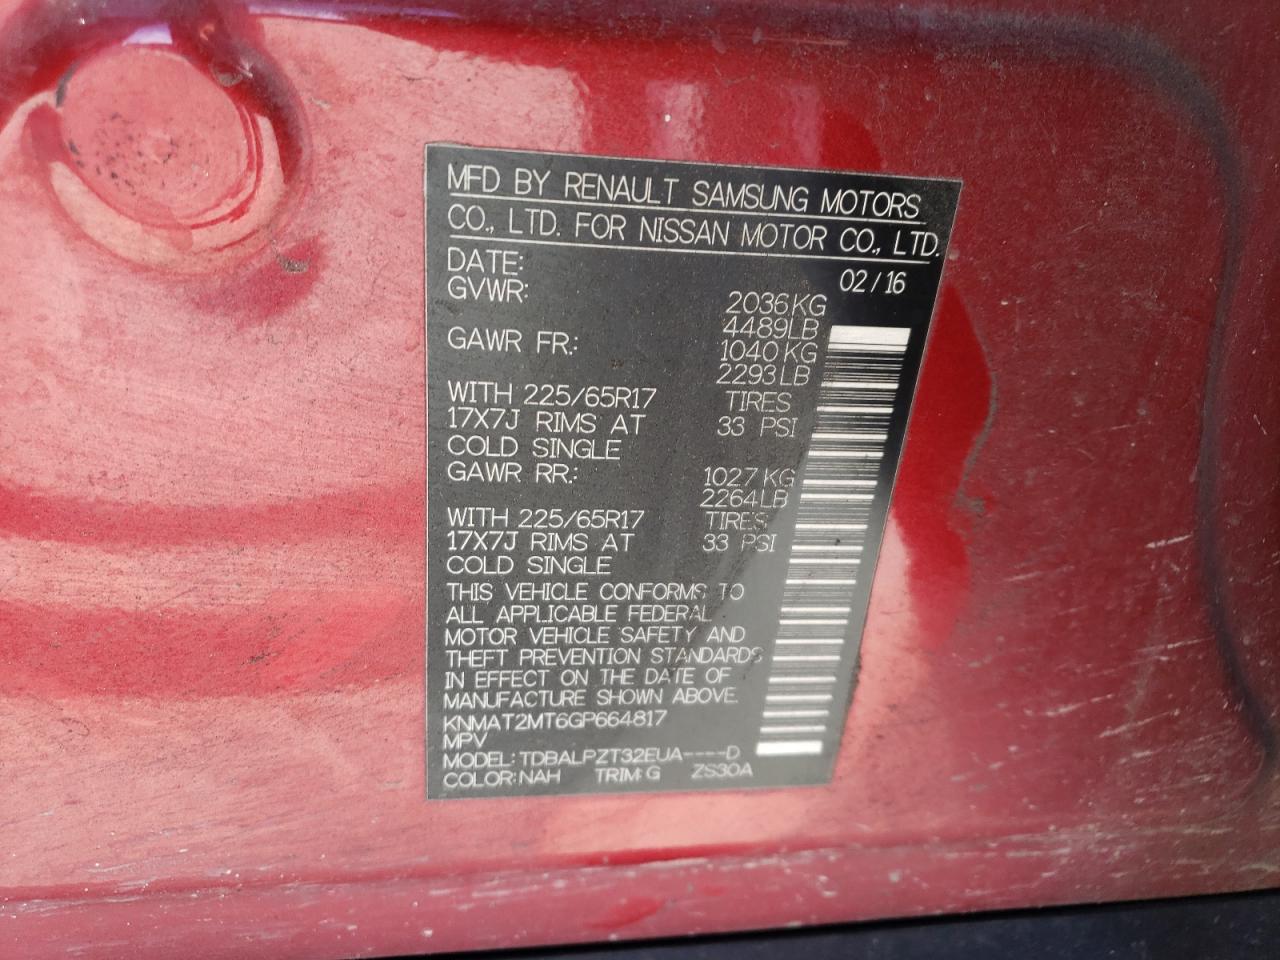 MFD BY RENAULT SAMSUNG MOTORS
CO., LTD. FOR NISSAN MOTOR CO., LTD.
DATE: 02/16
GVWR: 2036KG
4489LB
GAWR FR.: 1040KG
2293LB
WITH 225/65R17 TIRES
17X7J RIMS AT 33 PSI
COLD SINGLE
GAWR RR.: 1027KG
2264LB
WITH 225/65R17 TIRES
17X7J RIMS AT 33 PSI
COLD SINGLE
THIS VEHICLE CONFORMS TO
ALL APPLICABLE FEDERAL
MOTOR VEHICLE SAFETY AND
THEFT PREVENTION STANDARDS
IN EFFECT ON THE DATE OF
MANUFACTURE SHOWN ABOVE.
KNMAT2MT6GP664817
MPV
MODEL: TDBALPZT32EUA----D
COLOR: NAH TRIM: G ZS30A